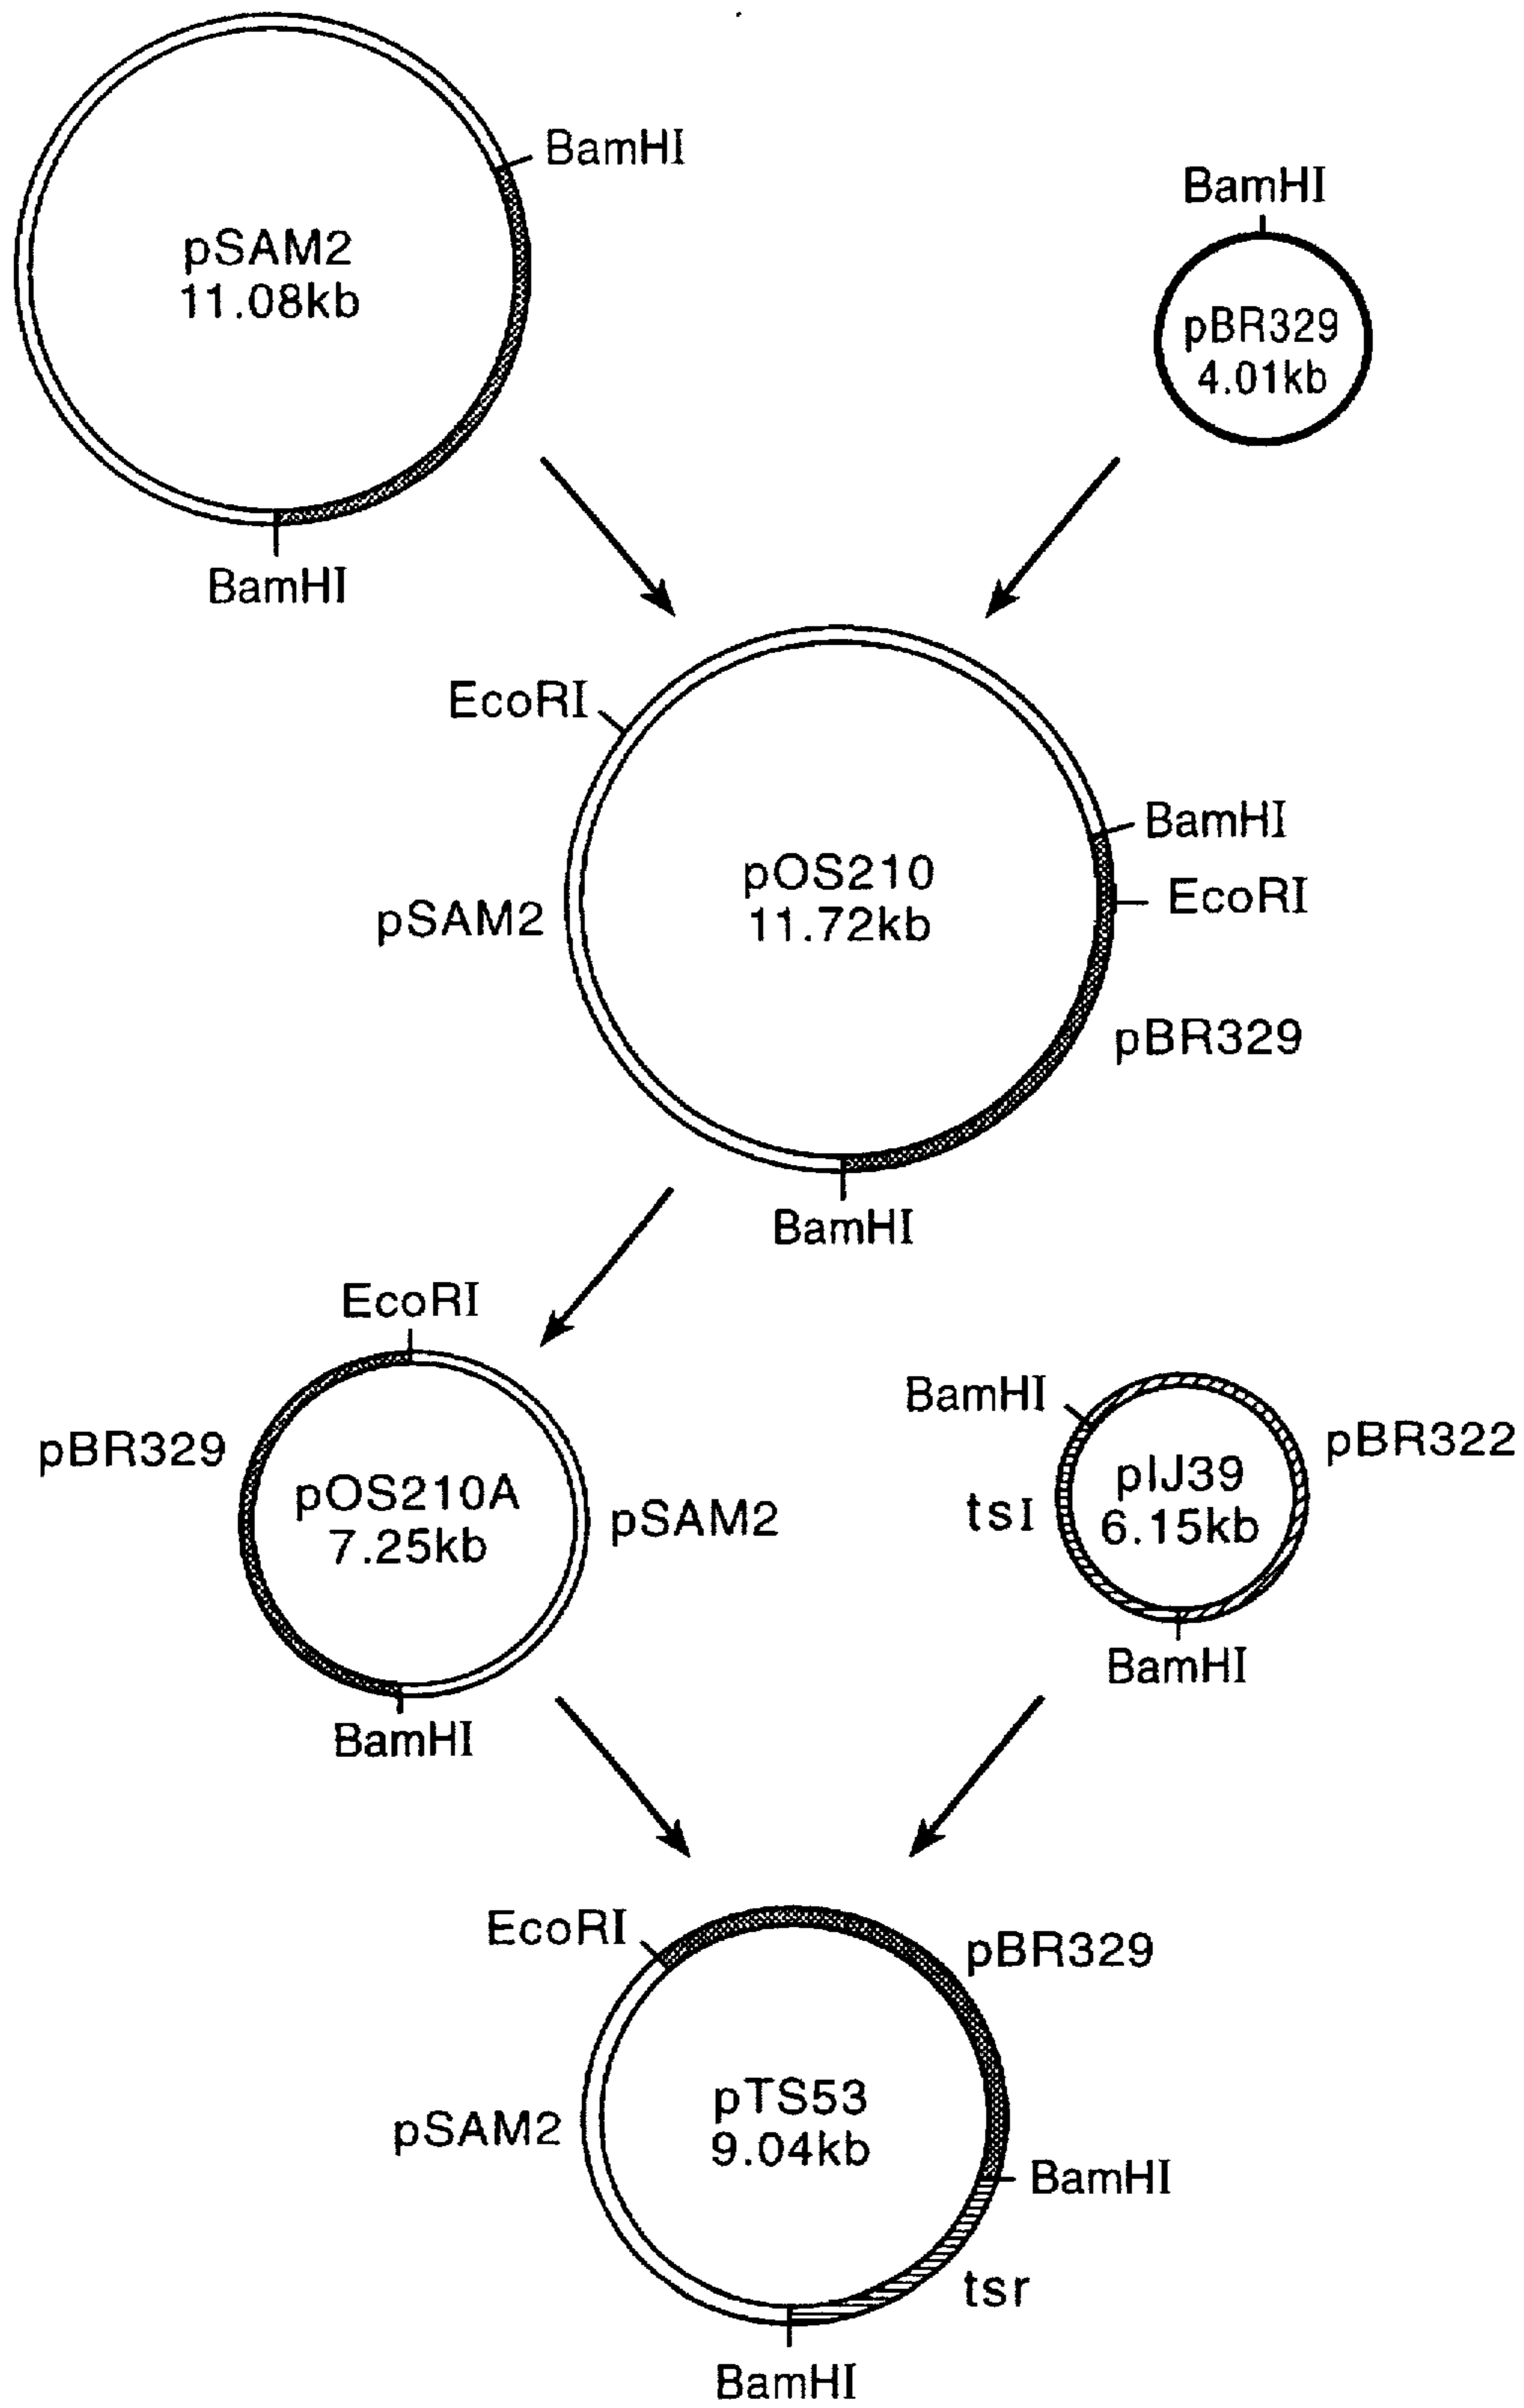 BamHI
pSAM2
11.08kb
BamHI
BamHI
pBR329
4.01kb
EcoRI
BamHI
pOS210
11.72kb
EcoRI
pSAM2
pBR329
BamHI
EcoRI
pBR329
pOS210A
7.25kb
pSAM2
BamHI
BamHI
pBR322
pIJ39
6.15kb
tsI
BamHI
EcoRI
pBR329
pTS53
9.04kb
pSAM2
BamHI
tsr
BamHI